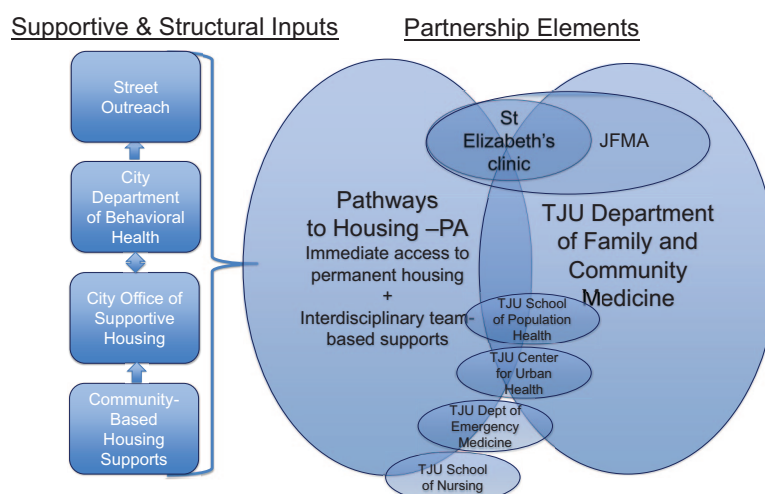 Supportive & Structural Inputs
Partnership Elements
Street
Outreach
City
Department
of Behavioral
Health
City Office of
Supportive
Housing
Community-
Based
Housing
Supports
Pathways
to Housing –PA
Immediate access to
permanent housing
+
Interdisciplinary team-
based supports
St
Elizabeth's
clinic
JFMA
TJU Department
of Family and
Community
Medicine
TJU School
of Population
Health
TJU Center
for Urban
Health
TJU Dept of
Emergency
Medicine
TJU School
of Nursing